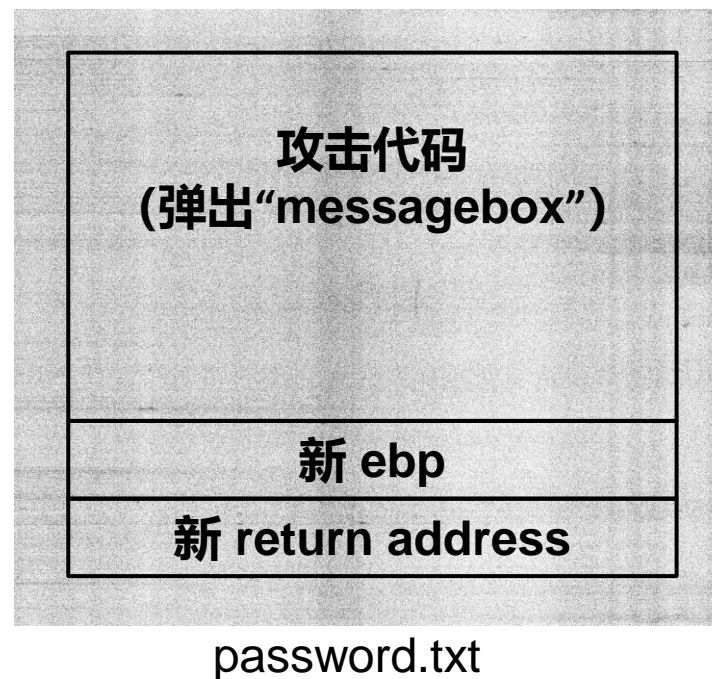 攻击代码
(弹出“messagebox”)
新 ebp
新 return address
password.txt